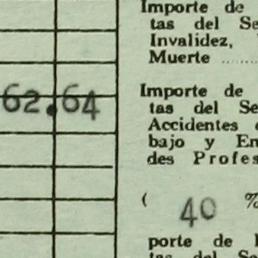 Importe de
tas del Se
Invalidez,
Muerte ......
62.64
Importe de
tas del Se
Accidentes
bajo y En
des Profes
( 40 %
porte de
tas del Se